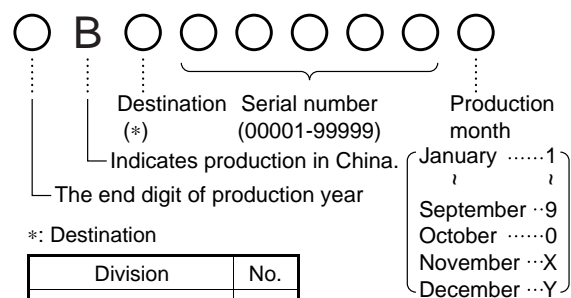 B
Destination Serial number Production
(*) (00001-99999) month
Indicates production in China. January ······1
The end digit of production year ~ ~
September ··9
*: Destination October ······0
Division No. November ···X
December ···Y